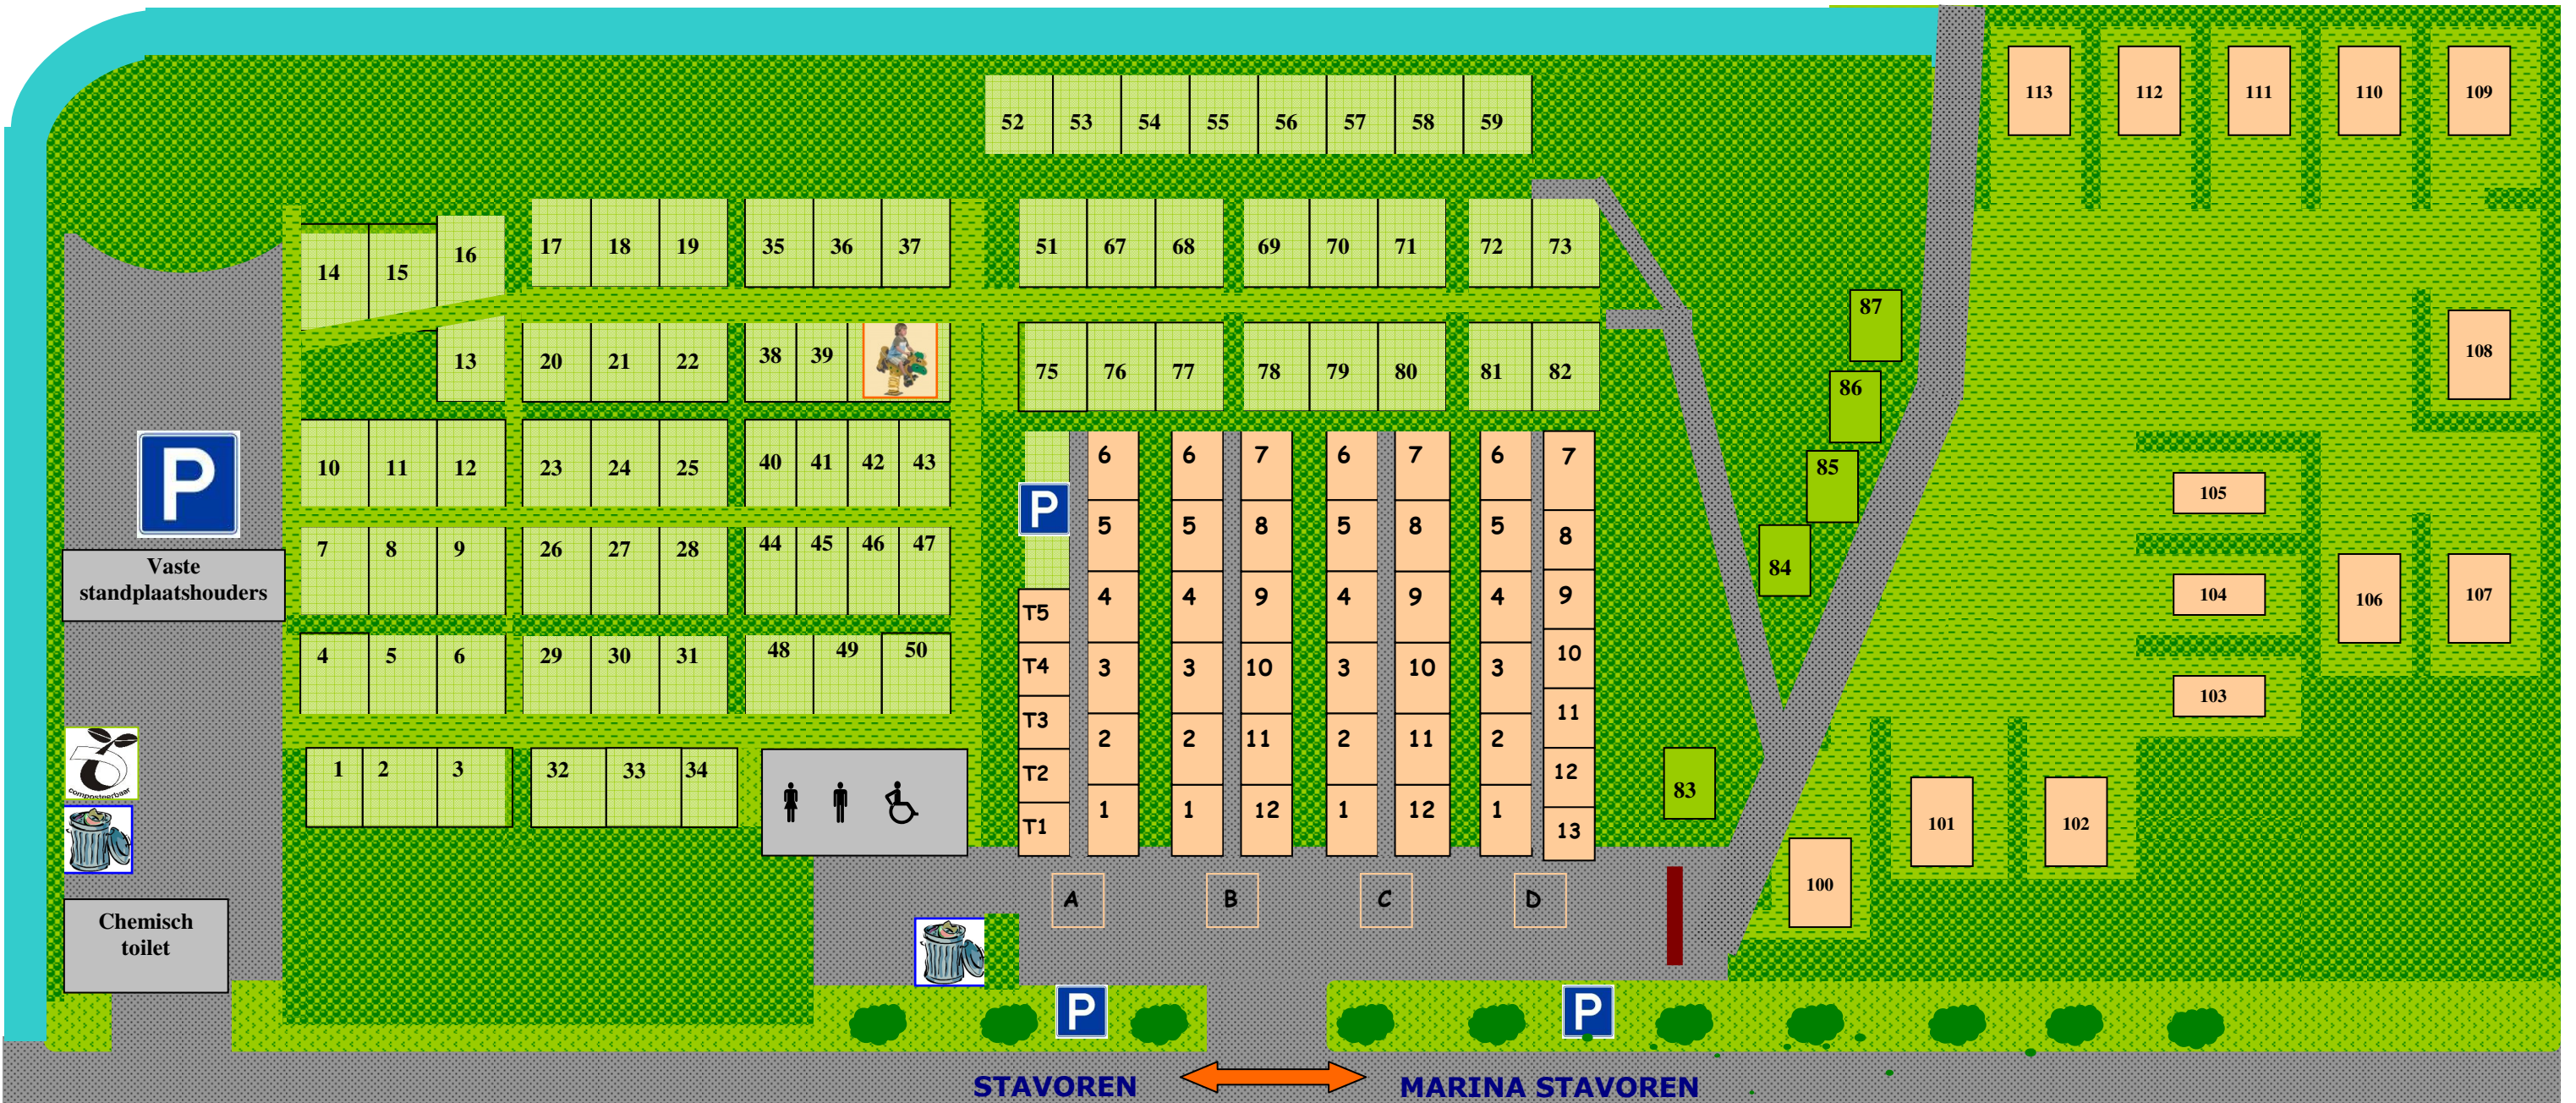 113 112 111 110 109
52 53 54 55 56 57 58 59
14 15 16 17 18 19 35 36 37 51 67 68 69 70 71 72 73
87
13 20 21 22 38 39 75 76 77 78 79 80 81 82
108
86
P
10 11 12 23 24 25 40 41 42 43
P
6 6 7 6 7 6 7
85
105
5 5 8 5 8 5 8
7 8 9 26 27 28 44 45 46 47
84
Vaste
standplaatshouders
T5 4 4 9 4 9 4 9
104 106 107
4 5 6 29 30 31 48 49 50
T4 3 3 10 3 10 3 10
103
T3 2 2 11 2 11 2 11
composteerbaar
1 2 3 32 33 34
T2 12
83
T1 1 1 12 1 12 1 13
101 102
100
A B C D
Chemisch
toilet
P P
STAVOREN MARINA STAVOREN